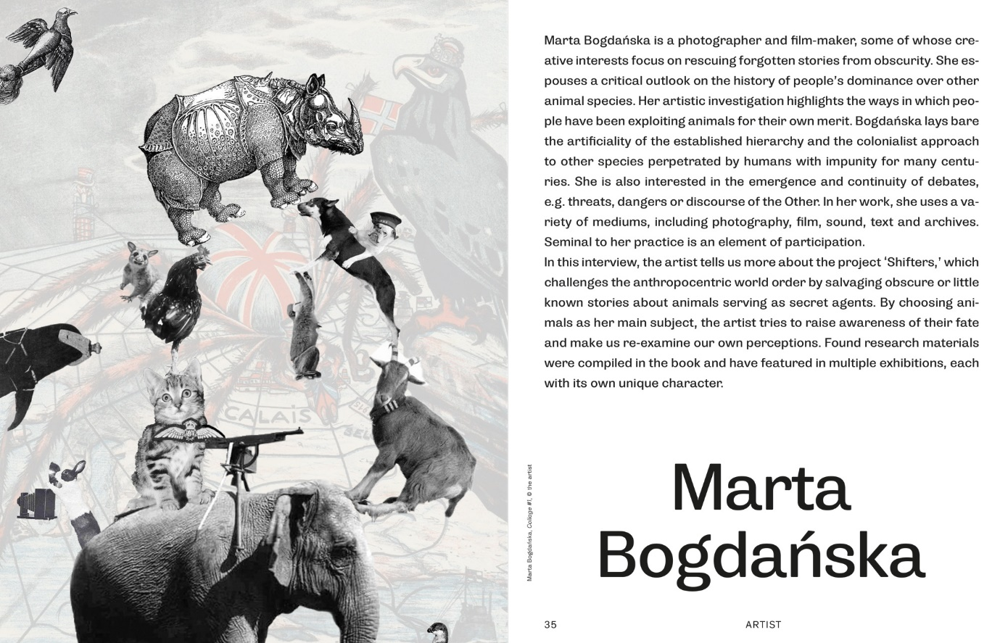 CALAIS
Marta Bogdańska is a photographer and film-maker, some of whose cre-
ative interests focus on rescuing forgotten stories from obscurity. She es-
pouses a critical outlook on the history of people’s dominance over other
animal species. Her artistic investigation highlights the ways in which peo-
ple have been exploiting animals for their own merit. Bogdańska lays bare
the artificiality of the established hierarchy and the colonialist approach
to other species perpetrated by humans with impunity for many centu-
ries. She is also interested in the emergence and continuity of debates,
e.g. threats, dangers or discourse of the Other. In her work, she uses a va-
riety of mediums, including photography, film, sound, text and archives.
Seminal to her practice is an element of participation.
In this interview, the artist tells us more about the project ‘Shifters,’ which
challenges the anthropocentric world order by salvaging obscure or little
known stories about animals serving as secret agents. By choosing ani-
mals as her main subject, the artist tries to raise awareness of their fate
and make us re-examine our own perceptions. Found research materials
were compiled in the book and have featured in multiple exhibitions, each
with its own unique character.
Marta Bogdańska, Collage #1, © the artist
Marta
Bogdańska
35
ARTIST